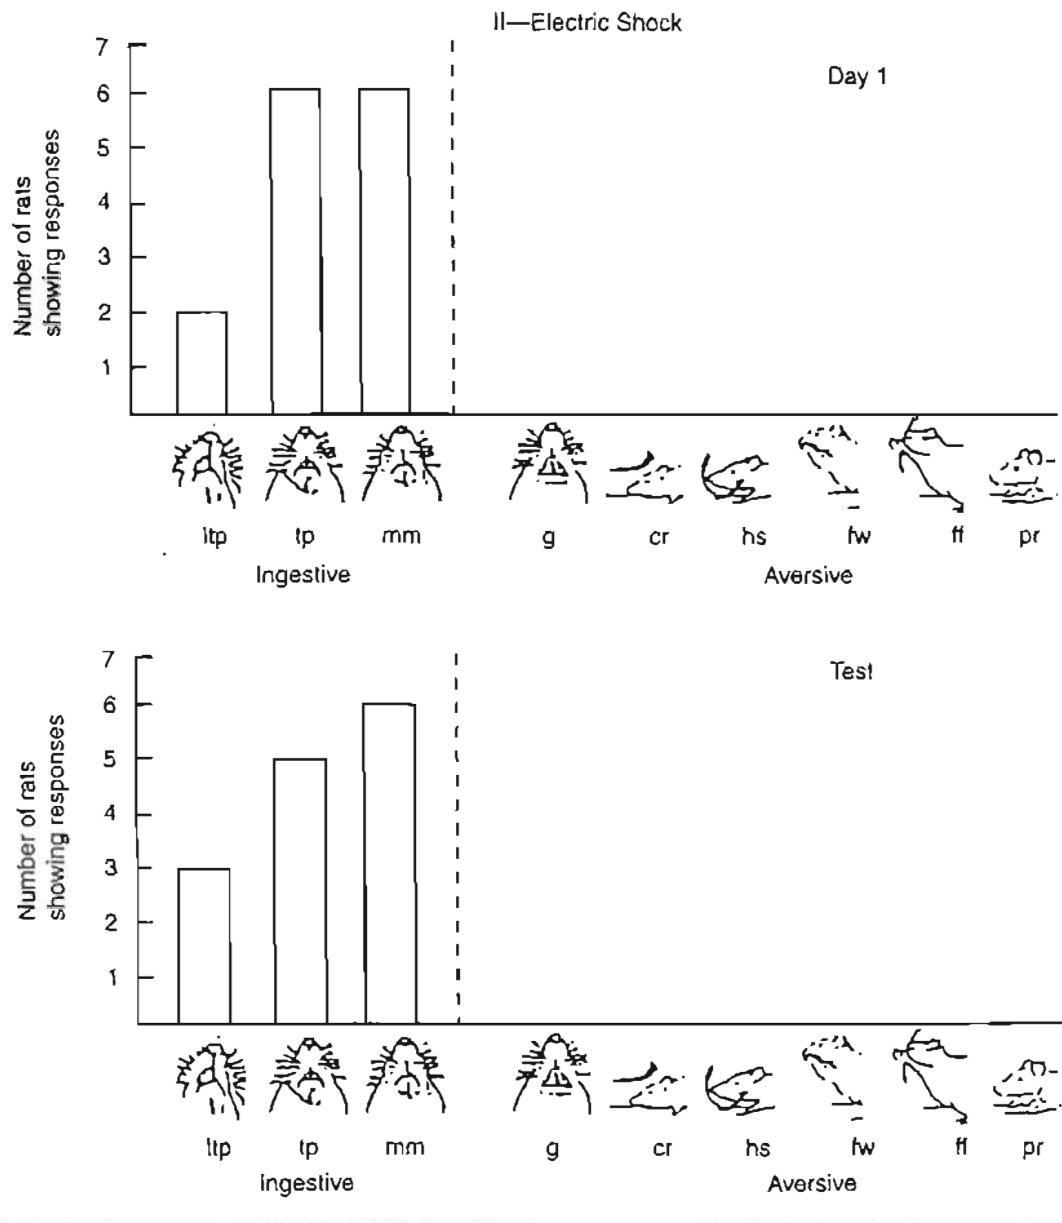 II—Electric Shock
Day 1
Number of rats
showing responses
7
6
5
4
3
2
1
ltp tp mm g cr hs fw ff pr
Ingestive Aversive
Test
Number of rats
showing responses
7
6
5
4
3
2
1
ltp tp mm g cr hs fw ff pr
Ingestive Aversive